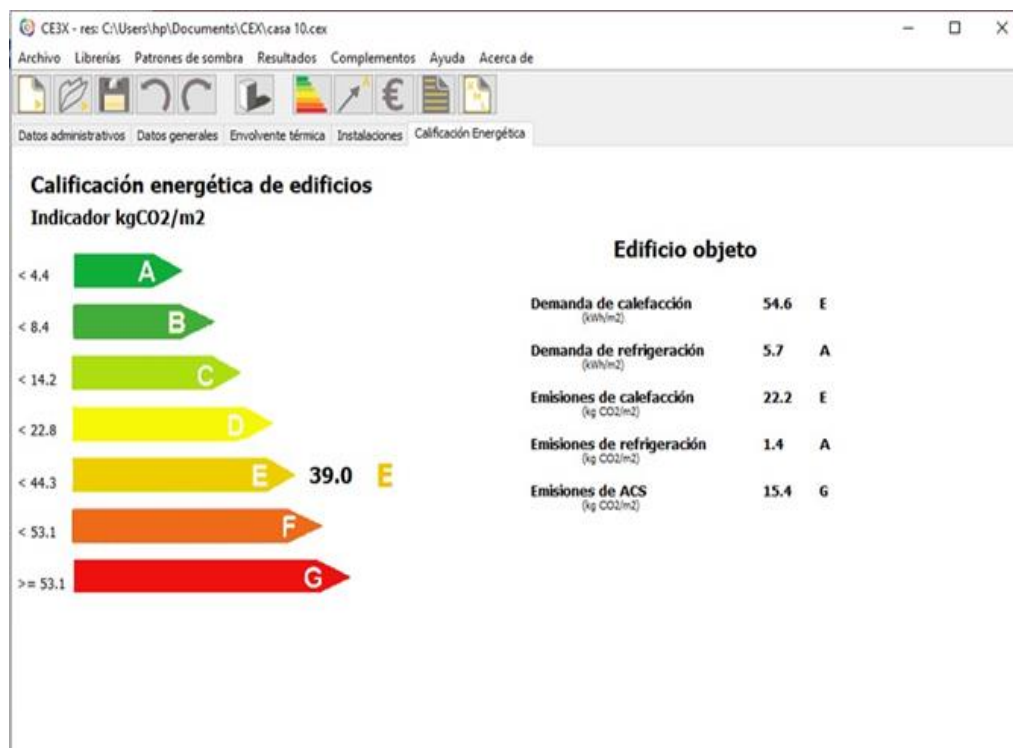 CE3X - res: C:\Users\hp\Documents\CEX\casa 10.cex
Archivo Librerías Patrones de sombra Resultados Complementos Ayuda Acerca de
Datos administrativos Datos generales Envolvente térmica Instalaciones Calificación Energética
Calificación energética de edificios
Indicador kgCO2/m2
Edificio objeto
< 4.4 A
< 8.4 B
< 14.2 C
< 22.8 D
< 44.3 E 39.0 E
< 53.1 F
>= 53.1 G
Demanda de calefacción 54.6 E
(kWh/m2)
Demanda de refrigeración 5.7 A
(kWh/m2)
Emisiones de calefacción 22.2 E
(kg CO2/m2)
Emisiones de refrigeración 1.4 A
(kg CO2/m2)
Emisiones de ACS 15.4 G
(kg CO2/m2)